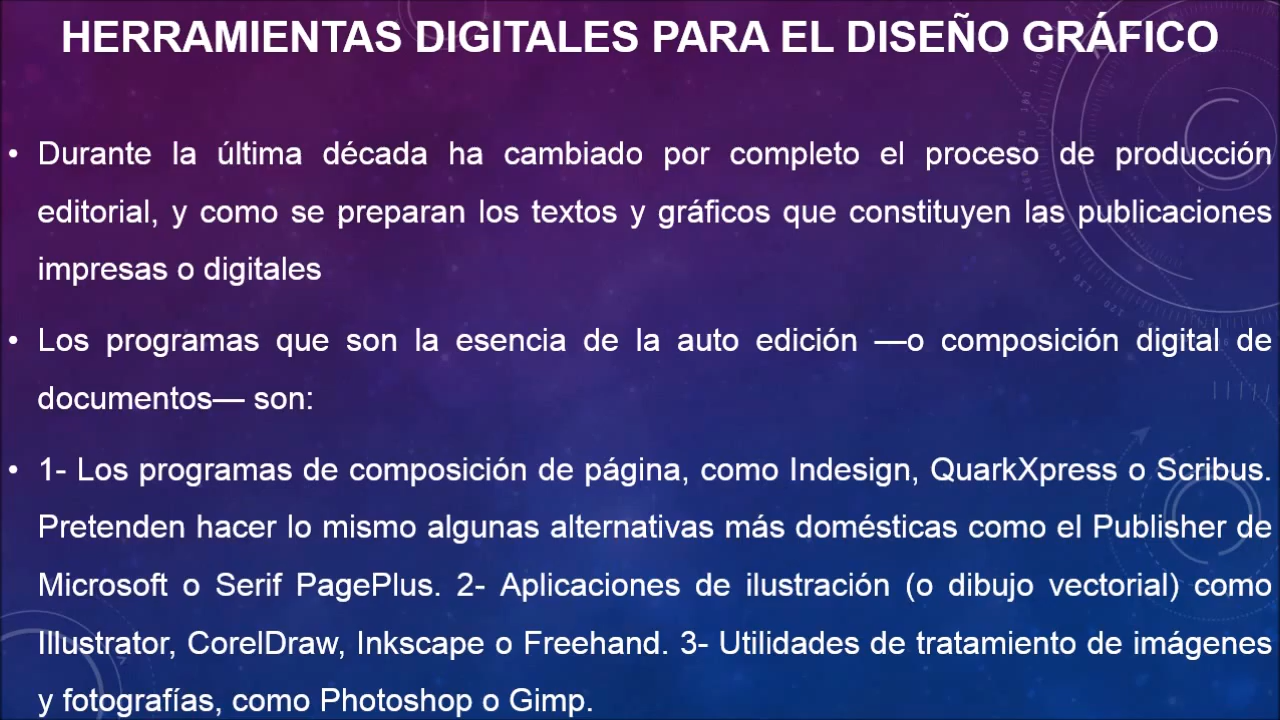 HERRAMIENTAS DIGITALES PARA EL DISEÑO GRÁFICO
• Durante la última década ha cambiado por completo el proceso de producción
editorial, y como se preparan los textos y gráficos que constituyen las publicaciones
impresas o digitales
• Los programas que son la esencia de la auto edición —o composición digital de
documentos— son:
• 1- Los programas de composición de página, como Indesign, QuarkXpress o Scribus.
Pretenden hacer lo mismo algunas alternativas más domésticas como el Publisher de
Microsoft o Serif PagePlus. 2- Aplicaciones de ilustración (o dibujo vectorial) como
Illustrator, CorelDraw, Inkscape o Freehand. 3- Utilidades de tratamiento de imágenes
y fotografías, como Photoshop o Gimp.